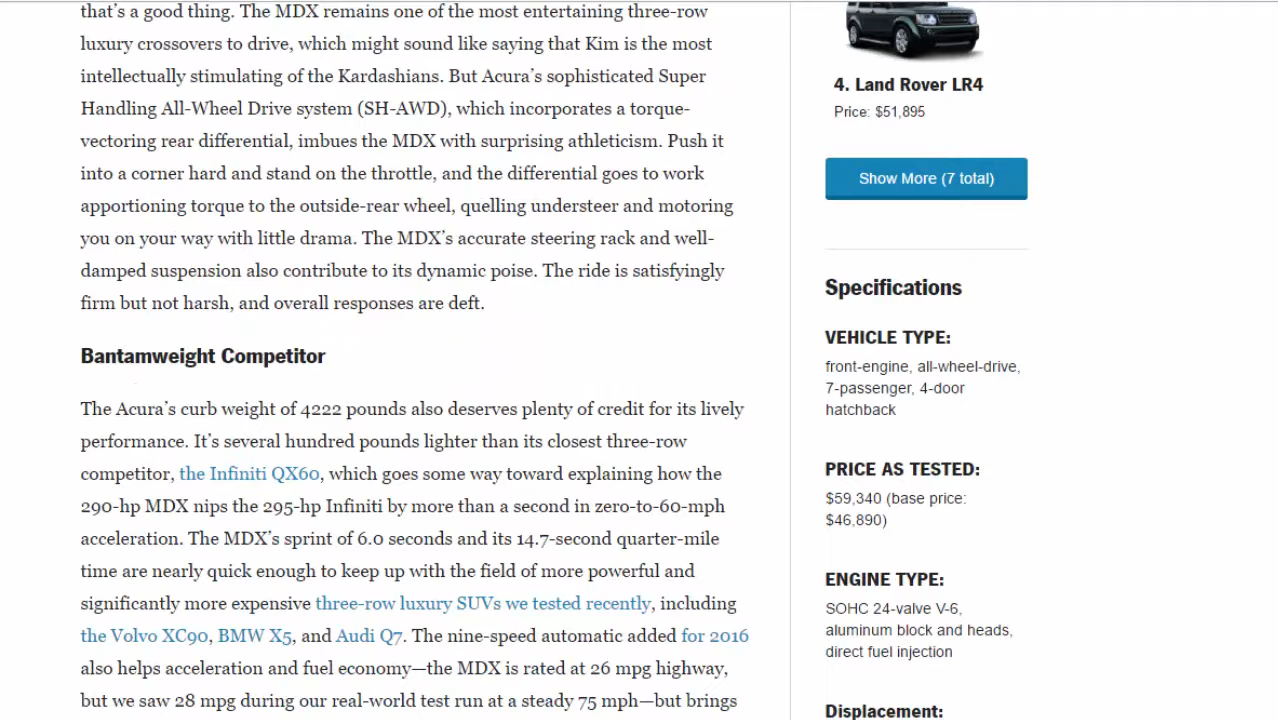 that's a good thing. The MDX remains one of the most entertaining three-row
luxury crossovers to drive, which might sound like saying that Kim is the most
intellectually stimulating of the Kardashians. But Acura's sophisticated Super
Handling All-Wheel Drive system (SH-AWD), which incorporates a torque-
vectoring rear differential, imbues the MDX with surprising athleticism. Push it
into a corner hard and stand on the throttle, and the differential goes to work
apportioning torque to the outside-rear wheel, quelling understeer and motoring
you on your way with little drama. The MDX's accurate steering rack and well-
damped suspension also contribute to its dynamic poise. The ride is satisfyingly
firm but not harsh, and overall responses are deft.
Bantamweight Competitor
The Acura's curb weight of 4222 pounds also deserves plenty of credit for its lively
performance. It's several hundred pounds lighter than its closest three-row
competitor, the Infiniti QX60, which goes some way toward explaining how the
290-hp MDX nips the 295-hp Infiniti by more than a second in zero-to-60-mph
acceleration. The MDX's sprint of 6.0 seconds and its 14.7-second quarter-mile
time are nearly quick enough to keep up with the field of more powerful and
significantly more expensive three-row luxury SUVs we tested recently, including
the Volvo XC90, BMW X5, and Audi Q7. The nine-speed automatic added for 2016
also helps acceleration and fuel economy—the MDX is rated at 26 mpg highway,
but we saw 28 mpg during our real-world test run at a steady 75 mph—but brings
4. Land Rover LR4
Price: $51,895
Show More (7 total)
Specifications
VEHICLE TYPE:
front-engine, all-wheel-drive,
7-passenger, 4-door
hatchback
PRICE AS TESTED:
$59,340 (base price:
$46,890)
ENGINE TYPE:
SOHC 24-valve V-6,
aluminum block and heads,
direct fuel injection
Displacement: